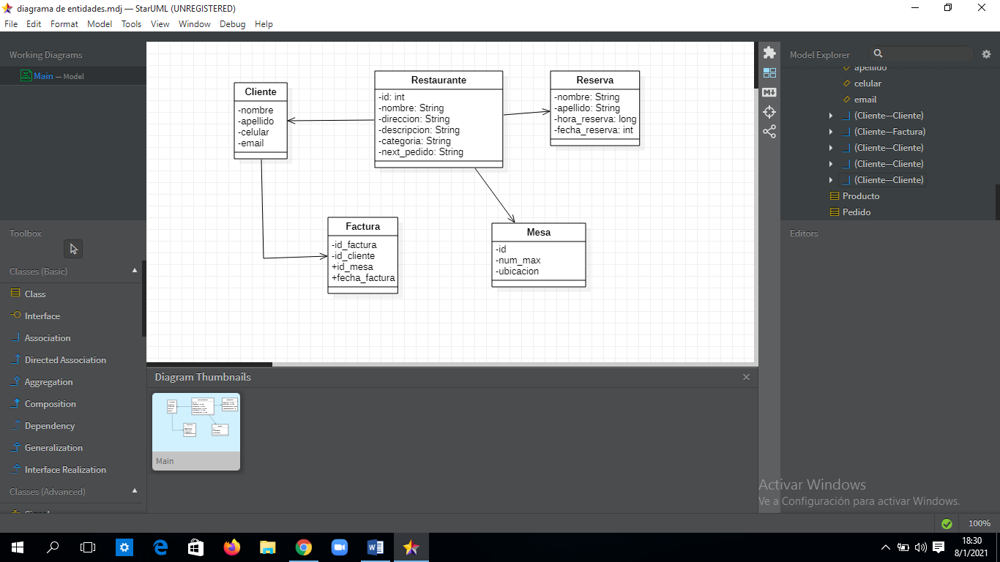 diagrama de entidades.mdj — StarUML (UNREGISTERED)
File Edit Format Model Tools View Window Debug Help
Working Diagrams
Main — Model
Toolbox
Classes (Basic)
Class
Interface
Association
Directed Association
Aggregation
Composition
Dependency
Generalization
Interface Realization
Classes (Advanced)
Cliente
-nombre
-apellido
-celular
-email
Restaurante
-id: int
-nombre: String
-direccion: String
-descripcion: String
-categoria: String
-next_pedido: String
Reserva
-nombre: String
-apellido: String
-hora_reserva: long
-fecha_reserva: int
Factura
-id_factura
-id_cliente
+id_mesa
+fecha_factura
Mesa
-id
-num_max
-ubicacion
Diagram Thumbnails
Main
Model Explorer
apellido
celular
email
(Cliente—Cliente)
(Cliente—Factura)
(Cliente—Cliente)
(Cliente—Cliente)
(Cliente—Cliente)
Producto
Pedido
Editors
Activar Windows
Ve a Configuración para activar Windows.
100%
18:30
8/1/2021